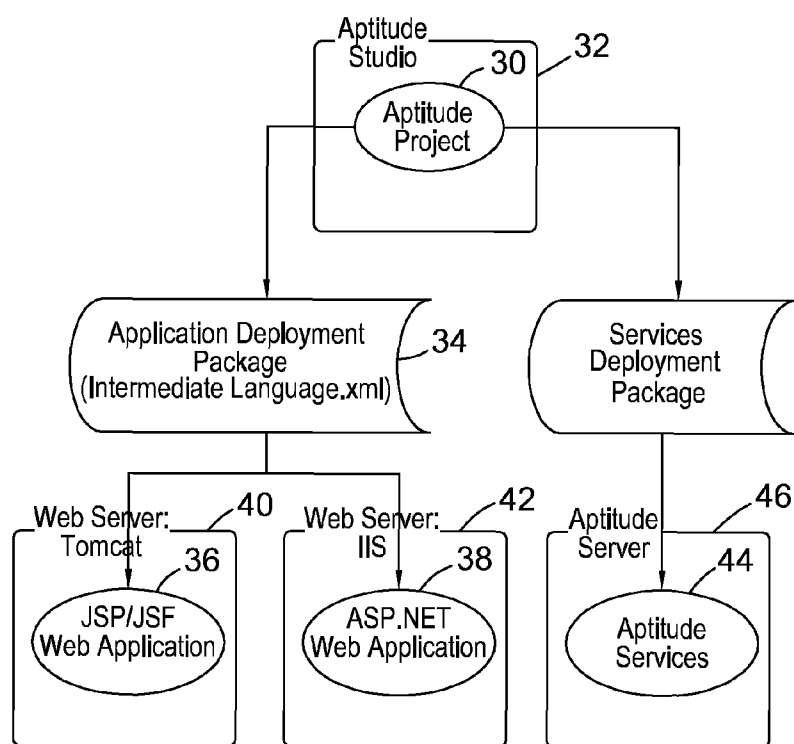 Aptitude
Studio
30
32
Aptitude
Project
Application Deployment
Package
(Intermediate Language.xml)
34
Services
Deployment
Package
Web Server:
Tomcat
40
36
JSP/JSF
Web Application
Web Server:
IIS
42
38
ASP.NET
Web Application
Aptitude
Server
46
44
Aptitude
Services